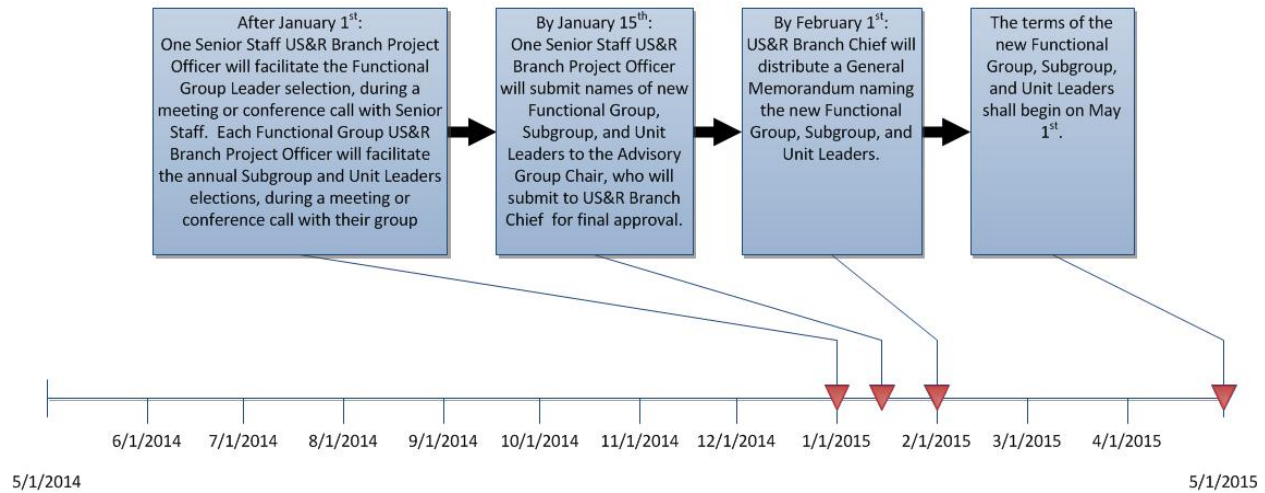 After January 1st:
One Senior Staff US&R Branch Project
Officer will facilitate the Functional
Group Leader selection, during a
meeting or conference call with Senior
Staff.  Each Functional Group US&R
Branch Project Officer will facilitate
the annual Subgroup and Unit Leaders
elections, during a meeting or
conference call with their group
By January 15th:
One Senior Staff US&R
Branch Project Officer
will submit names of new
Functional Group,
Subgroup, and Unit
Leaders to the Advisory
Group Chair, who will
submit to US&R Branch
Chief  for final approval.
By February 1st:
US&R Branch Chief will
distribute a General
Memorandum naming
the new Functional
Group, Subgroup, and
Unit Leaders.
The terms of the
new Functional
Group, Subgroup,
and Unit Leaders
shall begin on May
1st.
6/1/2014
7/1/2014
8/1/2014
9/1/2014
10/1/2014
11/1/2014
12/1/2014
1/1/2015
2/1/2015
3/1/2015
4/1/2015
5/1/2014
5/1/2015